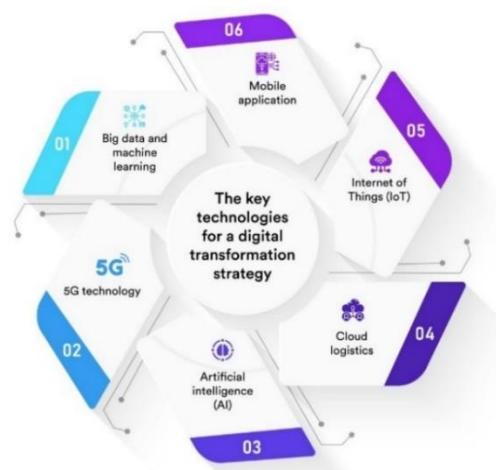 The key
technologies
for a digital
transformation
strategy
01
Big data and
machine
learning
02
5G
5G technology
03
Artificial
intelligence
(AI)
04
Cloud
logistics
05
Internet of
Things (IoT)
06
Mobile
application